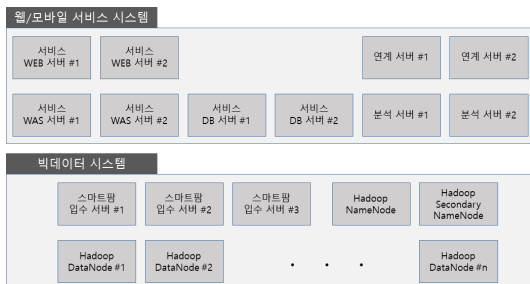 웹/모바일 서비스 시스템
서비스
WEB 서버 #1
서비스
WEB 서버 #2
연계 서버 #1
연계 서버 #2
서비스
WAS 서버 #1
서비스
WAS 서버 #2
서비스
DB 서버 #1
서비스
DB 서버 #2
분석 서버 #1
분석 서버 #2
빅데이터 시스템
스마트팜
입수 서버 #1
스마트팜
입수 서버 #2
스마트팜
입수 서버 #3
Hadoop
NameNode
Hadoop
Secondary
NameNode
Hadoop
DataNode #1
Hadoop
DataNode #2
· · ·
Hadoop
DataNode #n